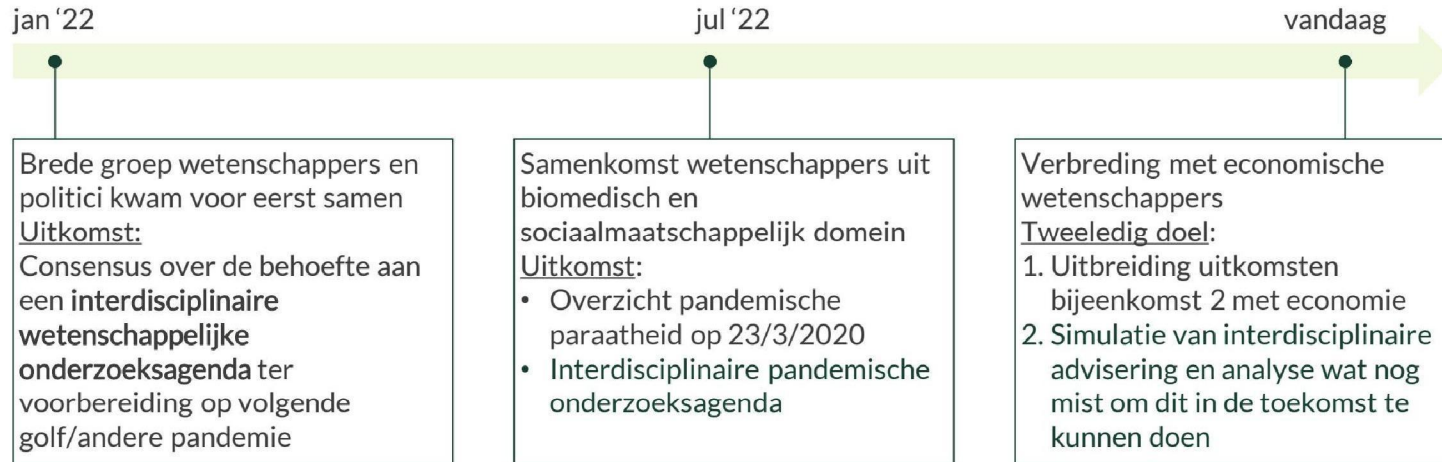 jan ‘22
jul ‘22
vandaag
Brede groep wetenschappers en
politici kwam voor eerst samen
Uitkomst:
Consensus over de behoefte aan
een interdisciplinaire
wetenschappelijke
onderzoeksagenda ter
voorbereiding op volgende
golf/andere pandemie
Samenkomst wetenschappers uit
biomedisch en
sociaalmaatschappelijk domein
Uitkomst:
• Overzicht pandemische
paraatheid op 23/3/2020
• Interdisciplinaire pandemische
onderzoeksagenda
Verbreding met economische
wetenschappers
Tweeledig doel:
1. Uitbreiding uitkomsten
bijeenkomst 2 met economie
2. Simulatie van interdisciplinaire
advisering en analyse wat nog
mist om dit in de toekomst te
kunnen doen